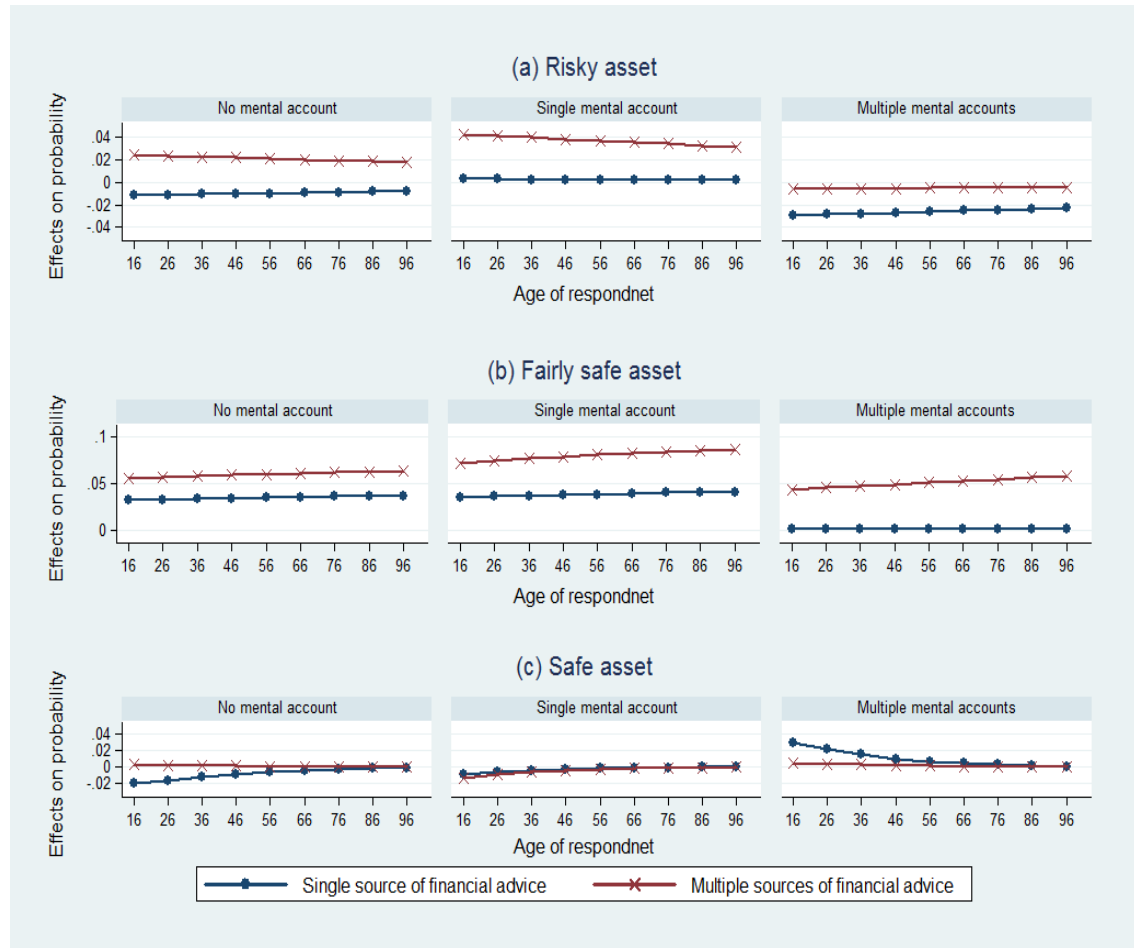 (a) Risky asset
No mental account Single mental account Multiple mental accounts
Effects on probability
.04
.02
0
-.02
-.04
16 26 36 46 56 66 76 86 96 16 26 36 46 56 66 76 86 96 16 26 36 46 56 66 76 86 96
Age of respondnet
(b) Fairly safe asset
No mental account Single mental account Multiple mental accounts
Effects on probability
.1
.05
0
16 26 36 46 56 66 76 86 96 16 26 36 46 56 66 76 86 96 16 26 36 46 56 66 76 86 96
Age of respondnet
(c) Safe asset
No mental account Single mental account Multiple mental accounts
Effects on probability
.04
.02
0
-.02
16 26 36 46 56 66 76 86 96 16 26 36 46 56 66 76 86 96 16 26 36 46 56 66 76 86 96
Age of respondnet
Single source of financial advice Multiple sources of financial advice